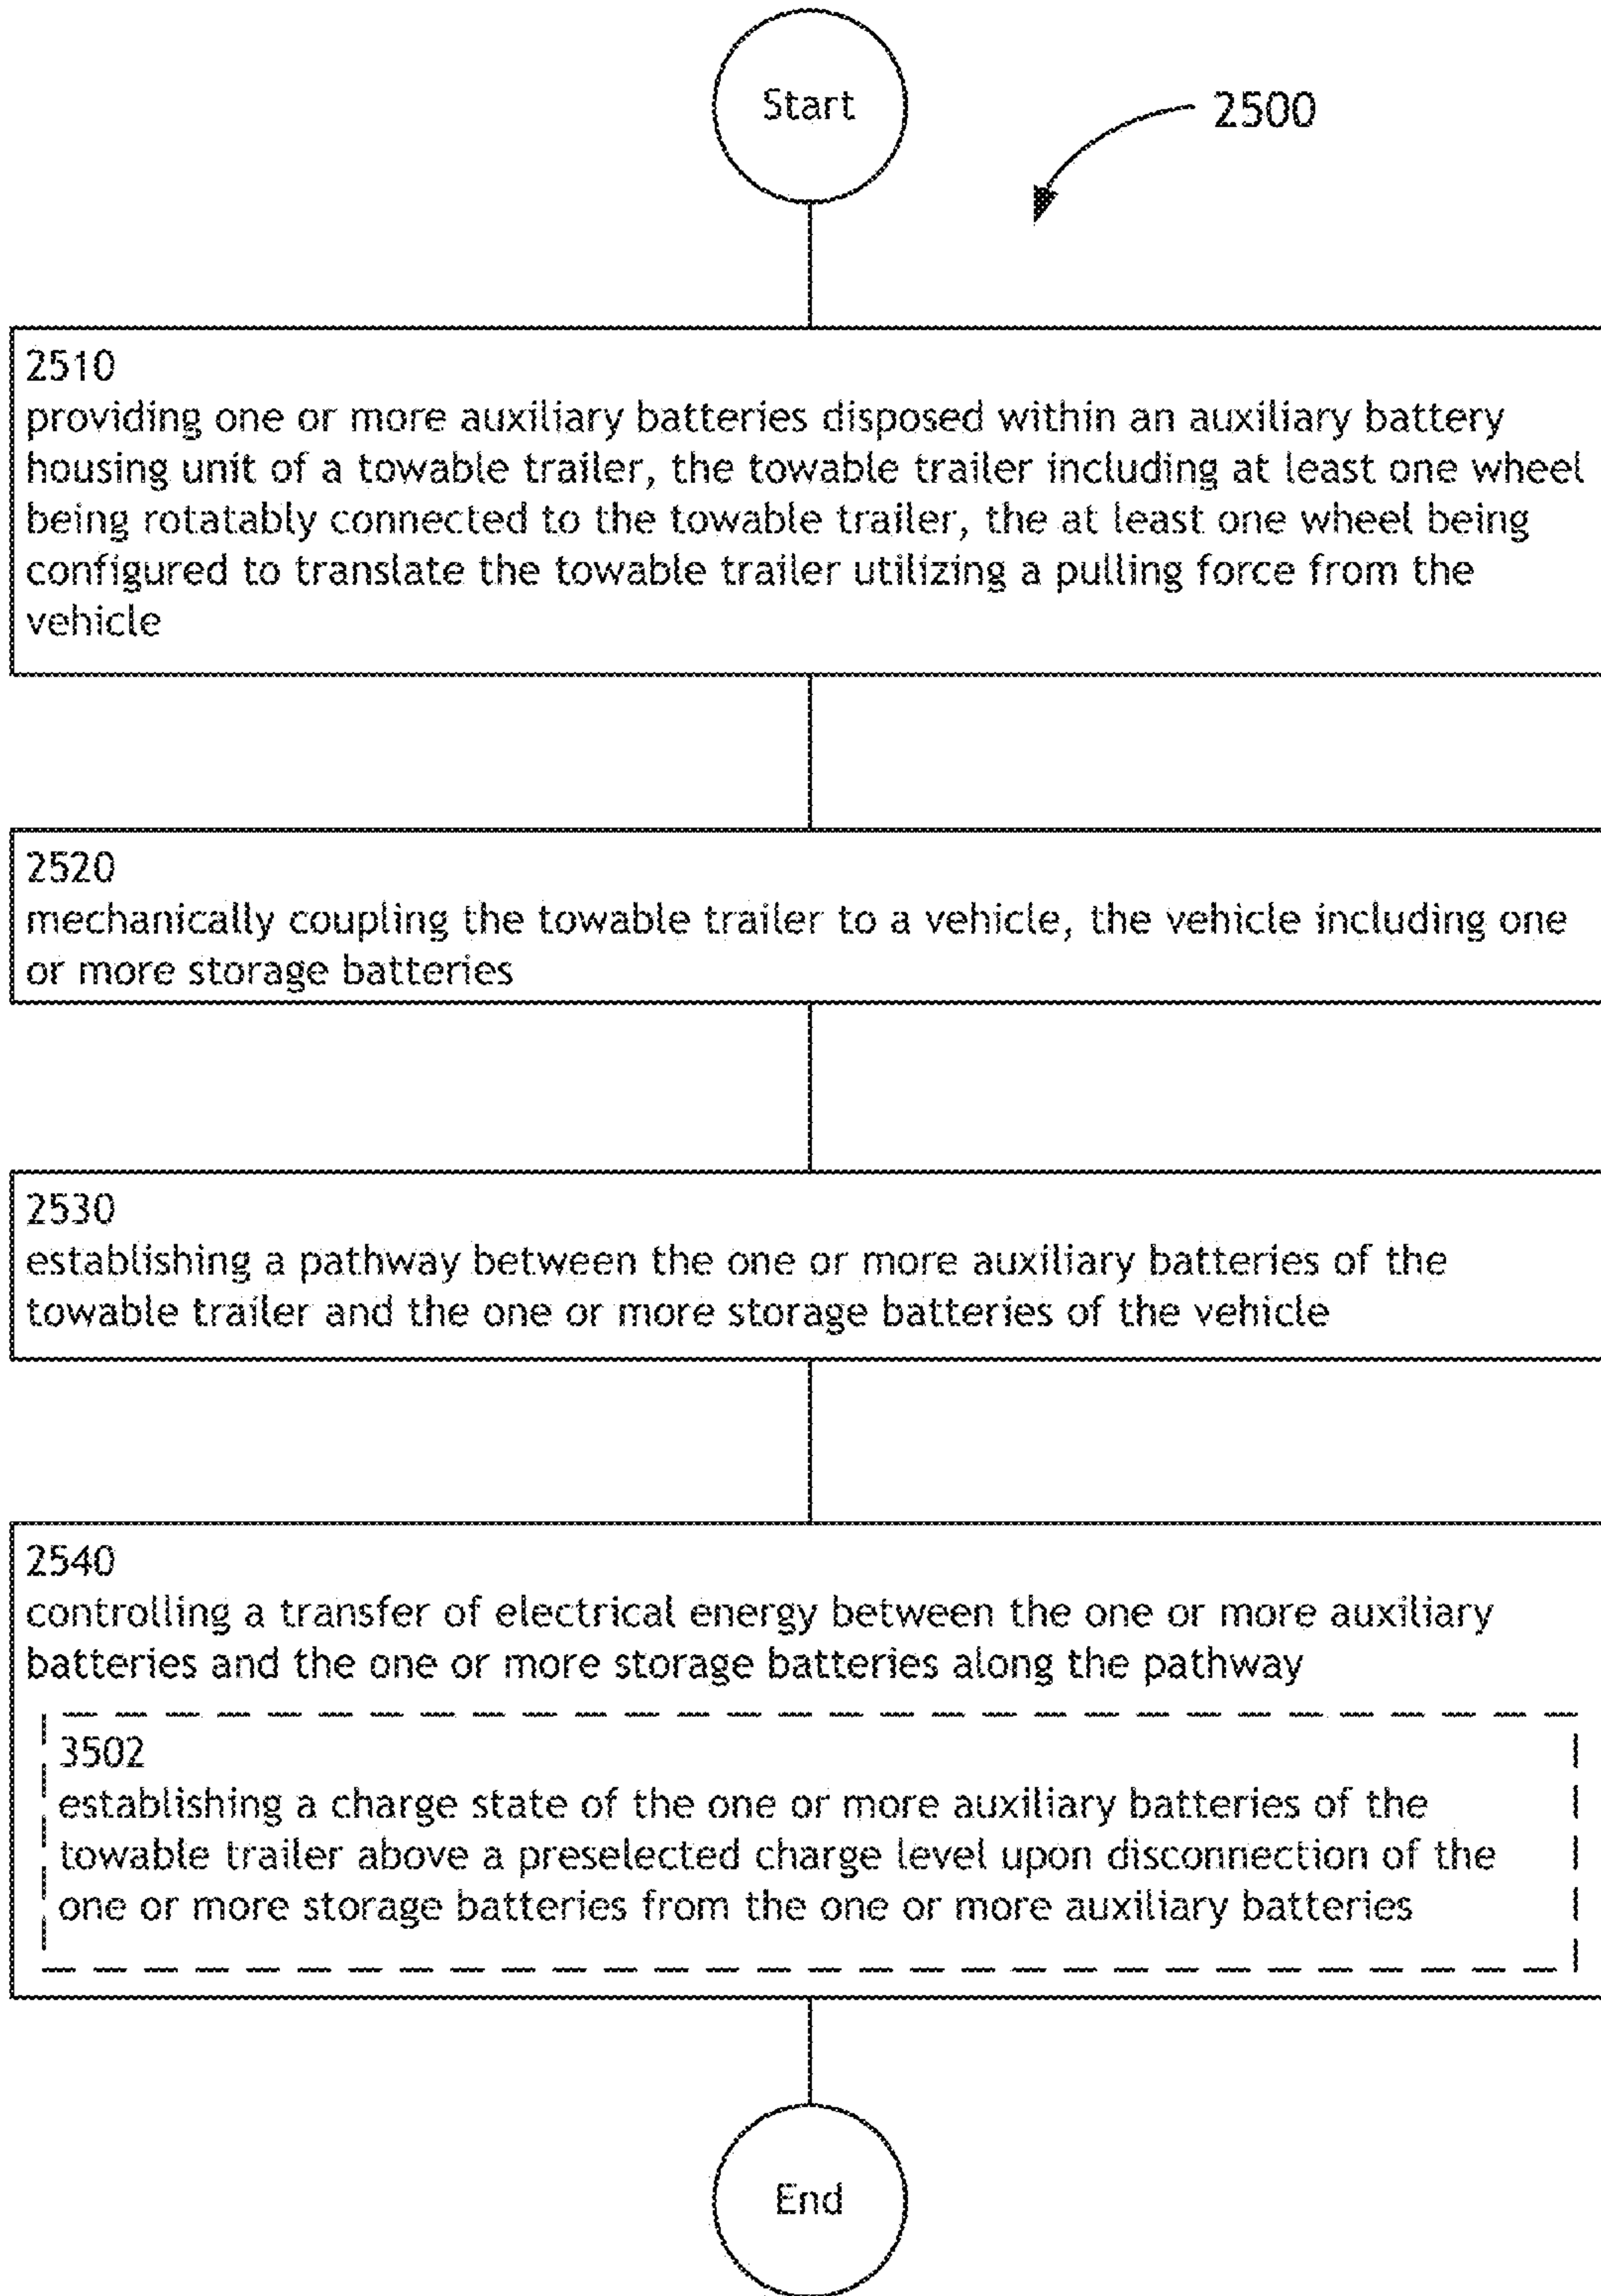 Start
2500
2510
providing one or more auxiliary batteries disposed within an auxiliary battery
housing unit of a towable trailer, the towable trailer including at least one wheel
being rotatably connected to the towable trailer, the at least one wheel being
configured to translate the towable trailer utilizing a pulling force from the
vehicle
2520
mechanically coupling the towable trailer to a vehicle, the vehicle including one
or more storage batteries
2530
establishing a pathway between the one or more auxiliary batteries of the
towable trailer and the one or more storage batteries of the vehicle
2540
controlling a transfer of electrical energy between the one or more auxiliary
batteries and the one or more storage batteries along the pathway
3502
establishing a charge state of the one or more auxiliary batteries of the
towable trailer above a preselected charge level upon disconnection of the
one or more storage batteries from the one or more auxiliary batteries
End